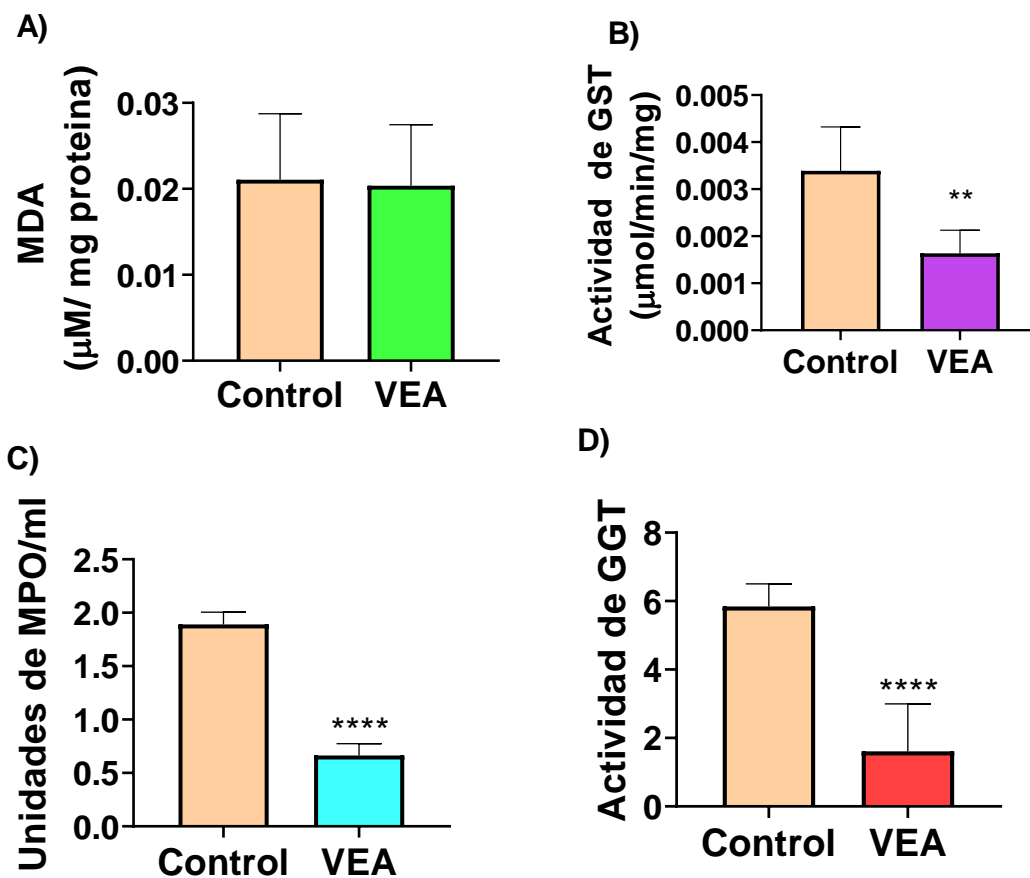 A)
MDA
(μM/ mg proteina)
0.03
0.02
0.01
0.00
Control VEA
B)
Actividad de GST
(μmol/min/mg)
0.005
0.004
0.003
0.002
0.001
0.000
**
Control VEA
C)
Unidades de MPO/ml
2.5
2.0
1.5
1.0
0.5
0.0
****
Control VEA
D)
Actividad de GGT
8
6
4
2
0
****
Control VEA